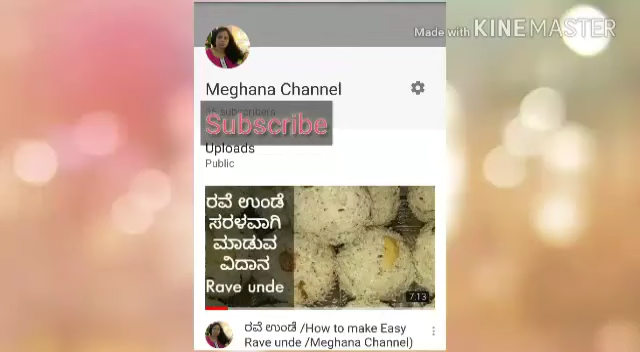 Made with KINEMASTER
Meghana Channel
subscribers
Subscribe
Uploads
Public
ರವೆ ಉಂಡೆ
ಸರಳವಾಗಿ
ಮಾಡುವ
ವಿದಾನ
Rave unde
7:13
ರವೆ ಉಂಡೆ /How to make Easy
Rave unde /Meghana Channel)